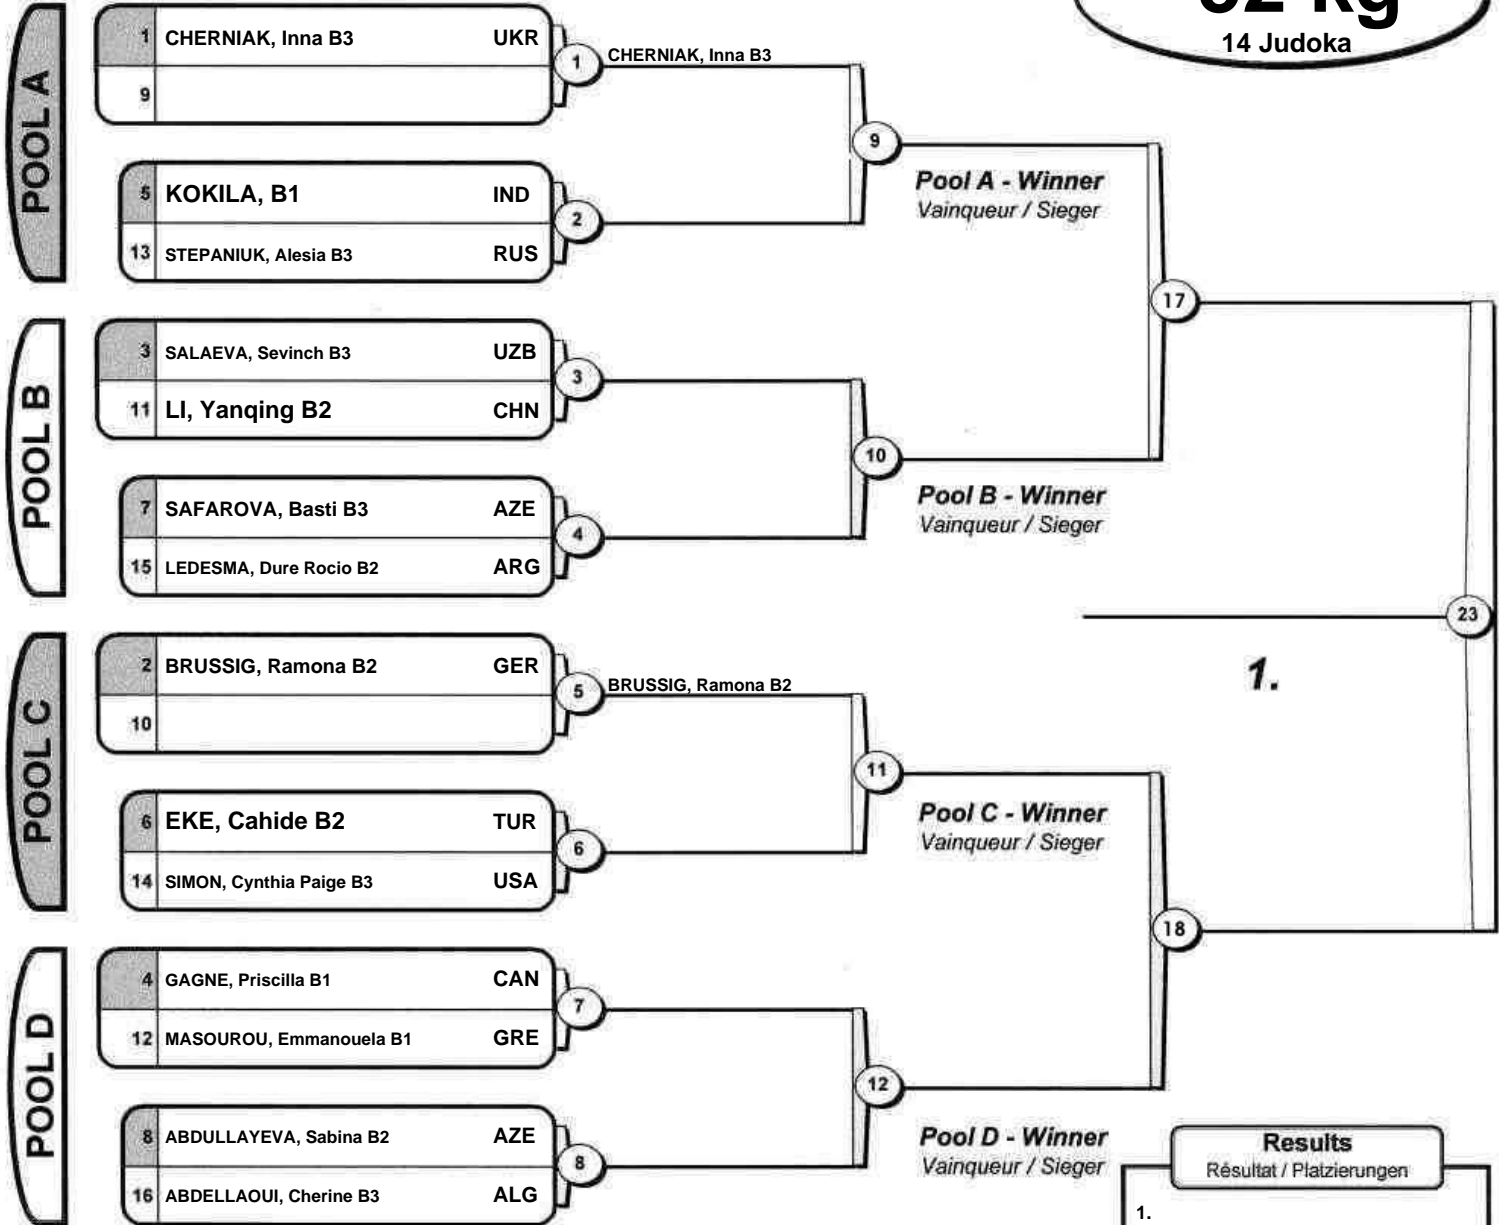 kg
14 Judoka
POOL A
1 CHERNIAK, Inna B3 UKR
9
1
CHERNIAK, Inna B3
5 KOKILA, B1 IND
13 STEPANIUK, Alesia B3 RUS
2
9
Pool A - Winner
Vainqueur / Sieger
17
POOL B
3 SALAEVA, Sevinch B3 UZB
11 LI, Yanqing B2 CHN
3
7 SAFAROVA, Basti B3 AZE
15 LEDESMA, Dure Rocio B2 ARG
4
10
Pool B - Winner
Vainqueur / Sieger
23
1.
POOL C
2 BRUSSIG, Ramona B2 GER
10
5
BRUSSIG, Ramona B2
6 EKE, Cahide B2 TUR
14 SIMON, Cynthia Paige B3 USA
6
11
Pool C - Winner
Vainqueur / Sieger
18
POOL D
4 GAGNE, Priscilla B1 CAN
12 MASOUROU, Emmanouela B1 GRE
7
8 ABDULLAYEVA, Sabina B2 AZE
16 ABDELLAOUI, Cherine B3 ALG
8
12
Pool D - Winner
Vainqueur / Sieger
Results
Résultat / Platzierungen
1.